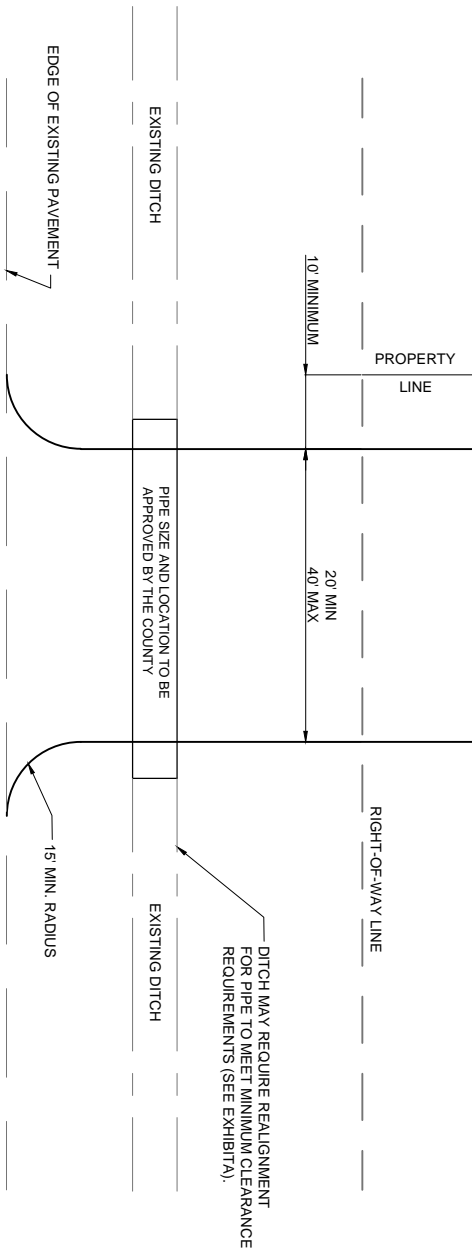 PROPERTY
LINE
10' MINIMUM
20' MIN
40' MAX
RIGHT-OF-WAY LINE
EXISTING DITCH
EDGE OF EXISTING PAVEMENT
PIPE SIZE AND LOCATION TO BE
APPROVED BY THE COUNTY
EXISTING DITCH
DITCH MAY REQUIRE REALIGNMENT
FOR PIPE TO MEET MINIMUM CLEARANCE
REQUIREMENTS (SEE EXHIBITA).
15' MIN. RADIUS